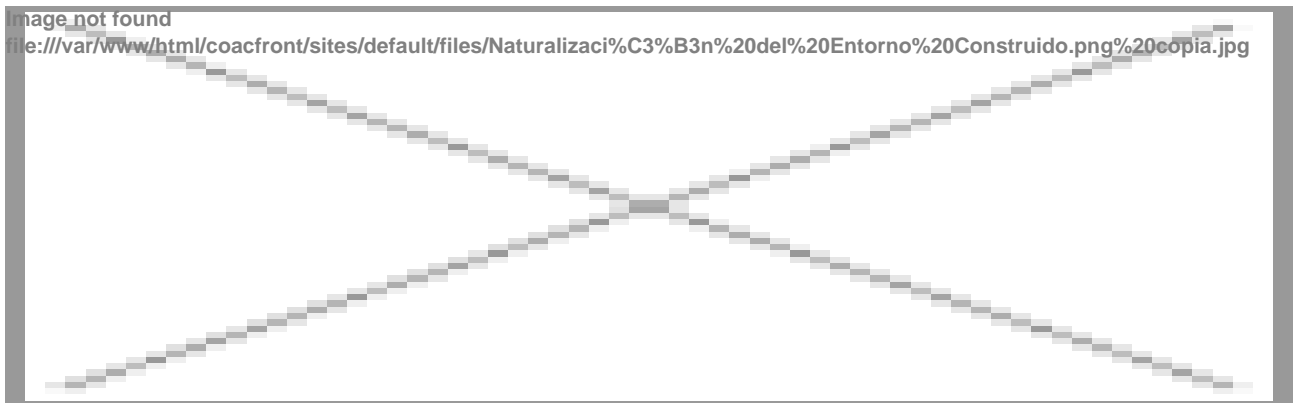 Image not found
file:///var/www/html/coacfront/sites/default/files/Naturalizaci%C3%B3n%20del%20Entorno%20Construido.png%20copia.jpg